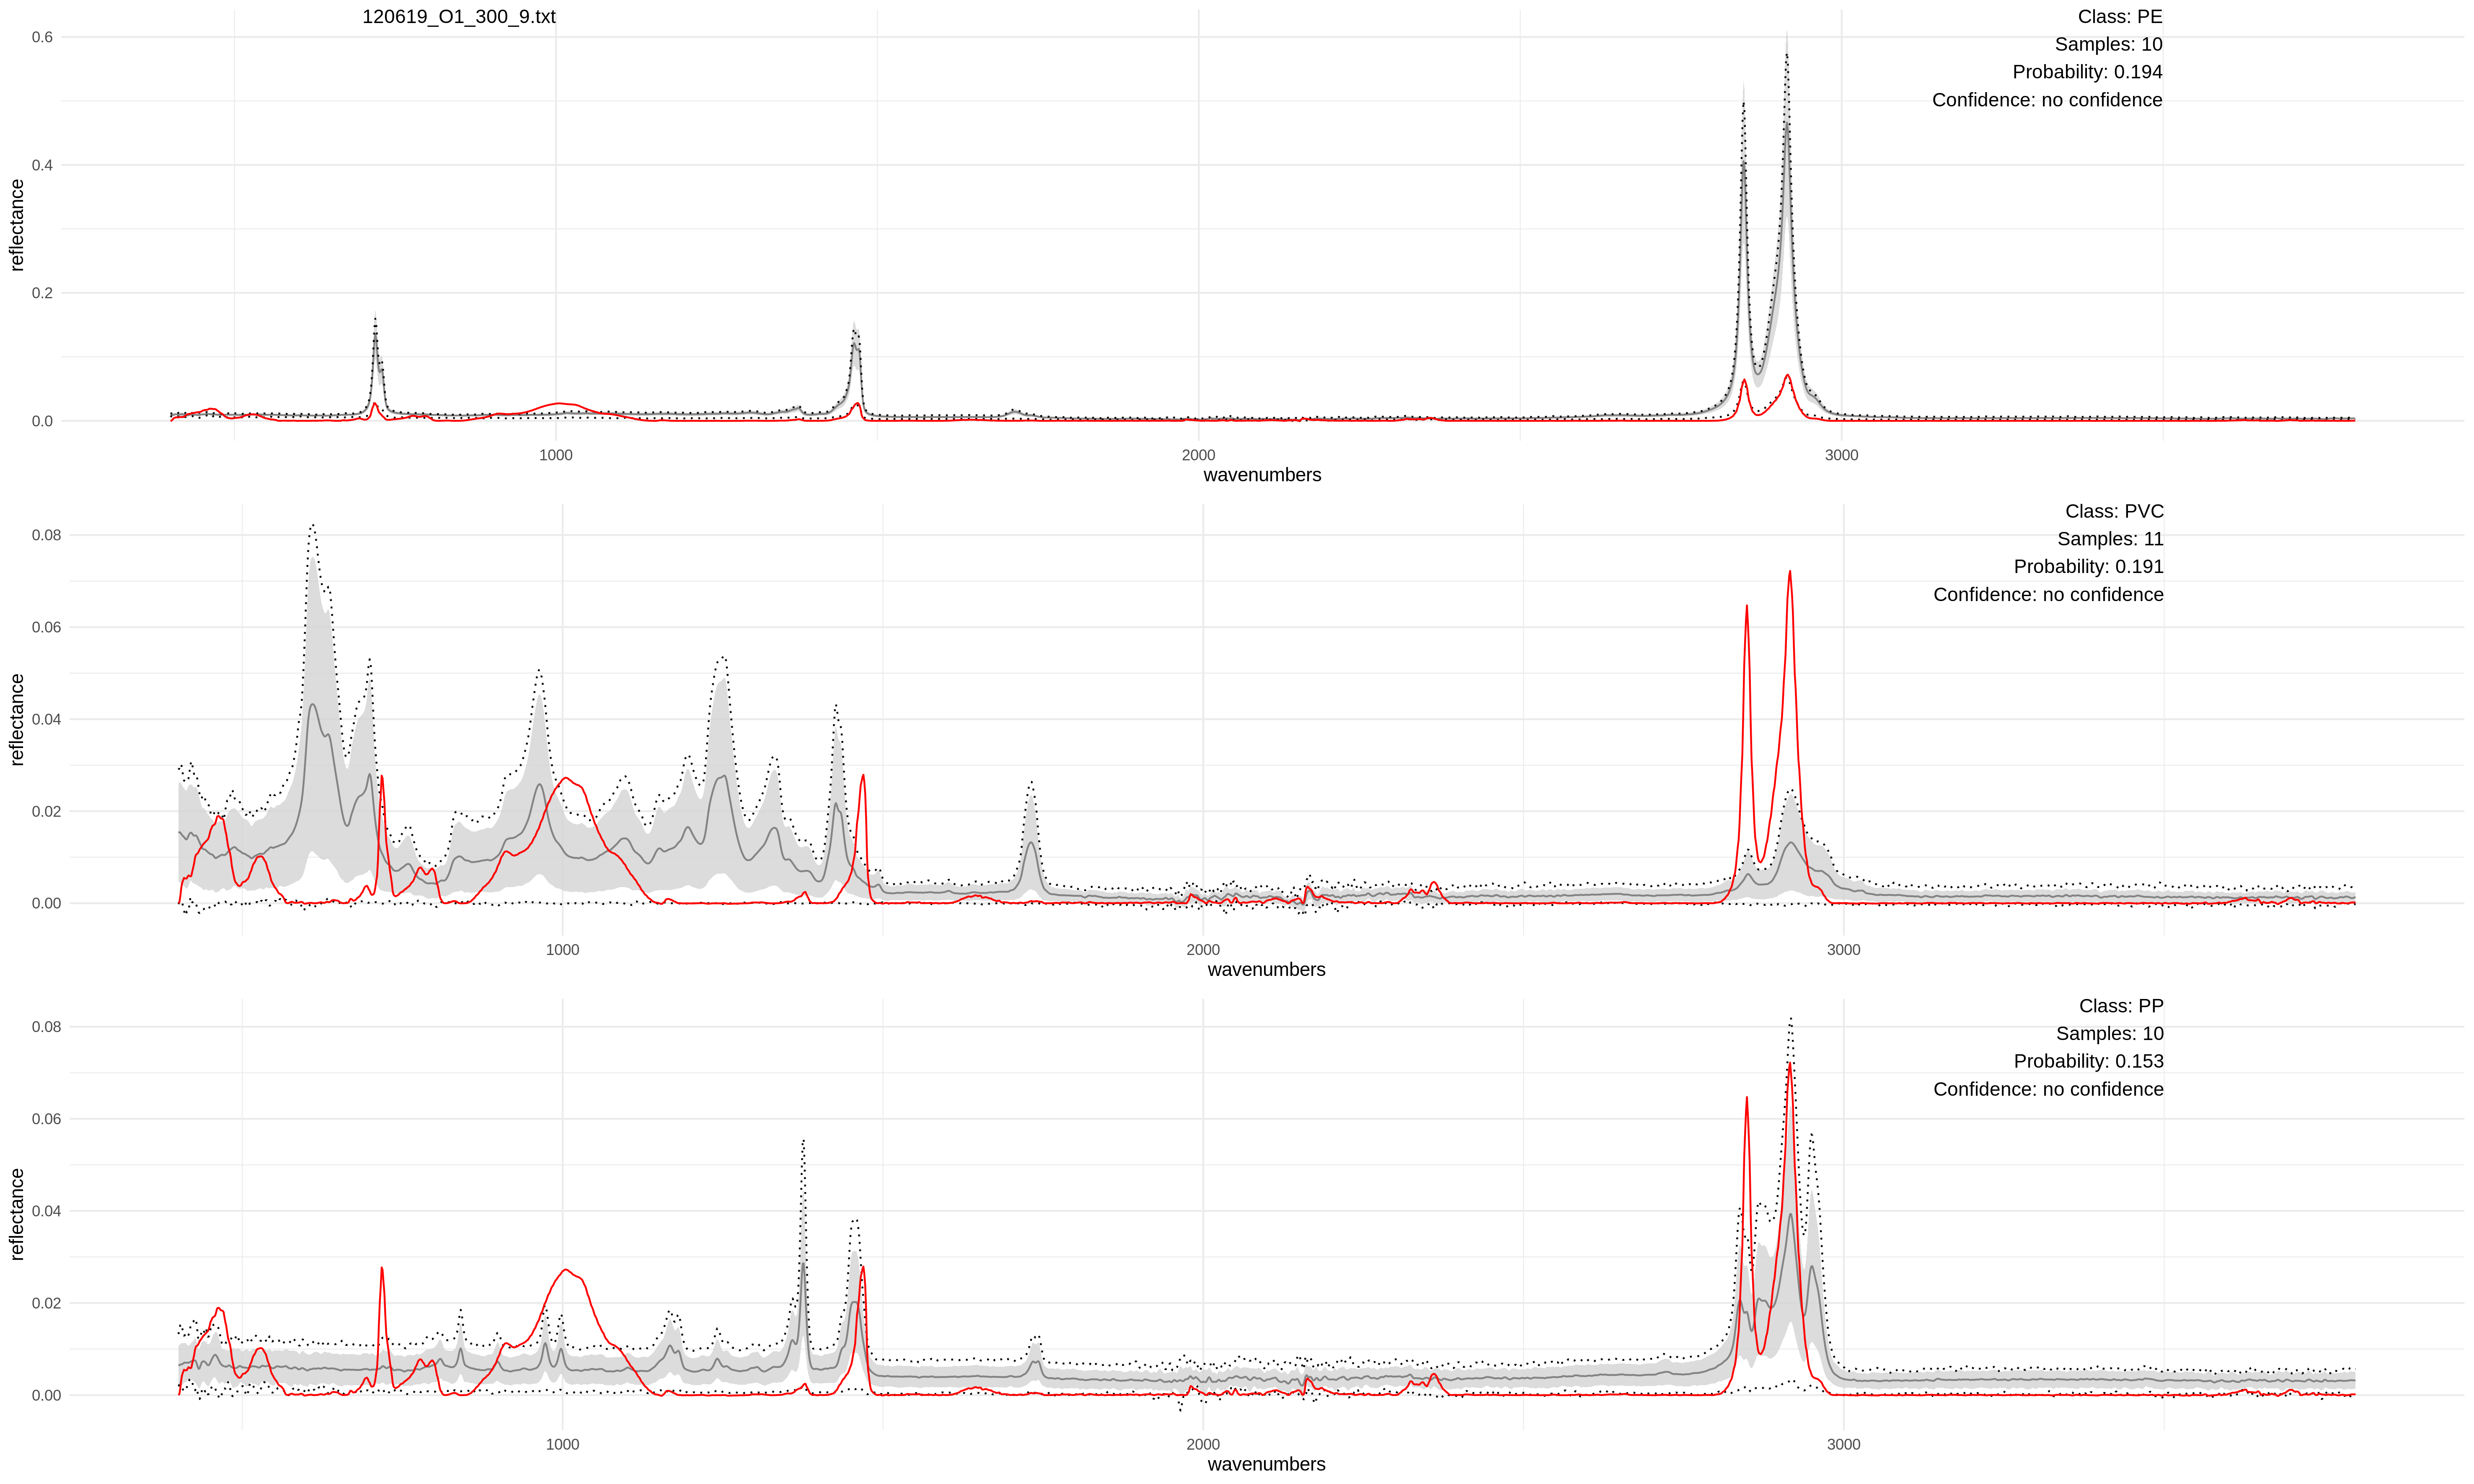 120619_O1_300_9.txt
Class: PE
Samples: 10
Probability: 0.194
Confidence: no confidence
0.6
0.4
0.2
0.0
reflectance
1000
2000
3000
wavenumbers
Class: PVC
Samples: 11
Probability: 0.191
Confidence: no confidence
0.08
0.06
0.04
0.02
0.00
reflectance
1000
2000
3000
wavenumbers
Class: PP
Samples: 10
Probability: 0.153
Confidence: no confidence
0.08
0.06
0.04
0.02
0.00
reflectance
1000
2000
3000
wavenumbers